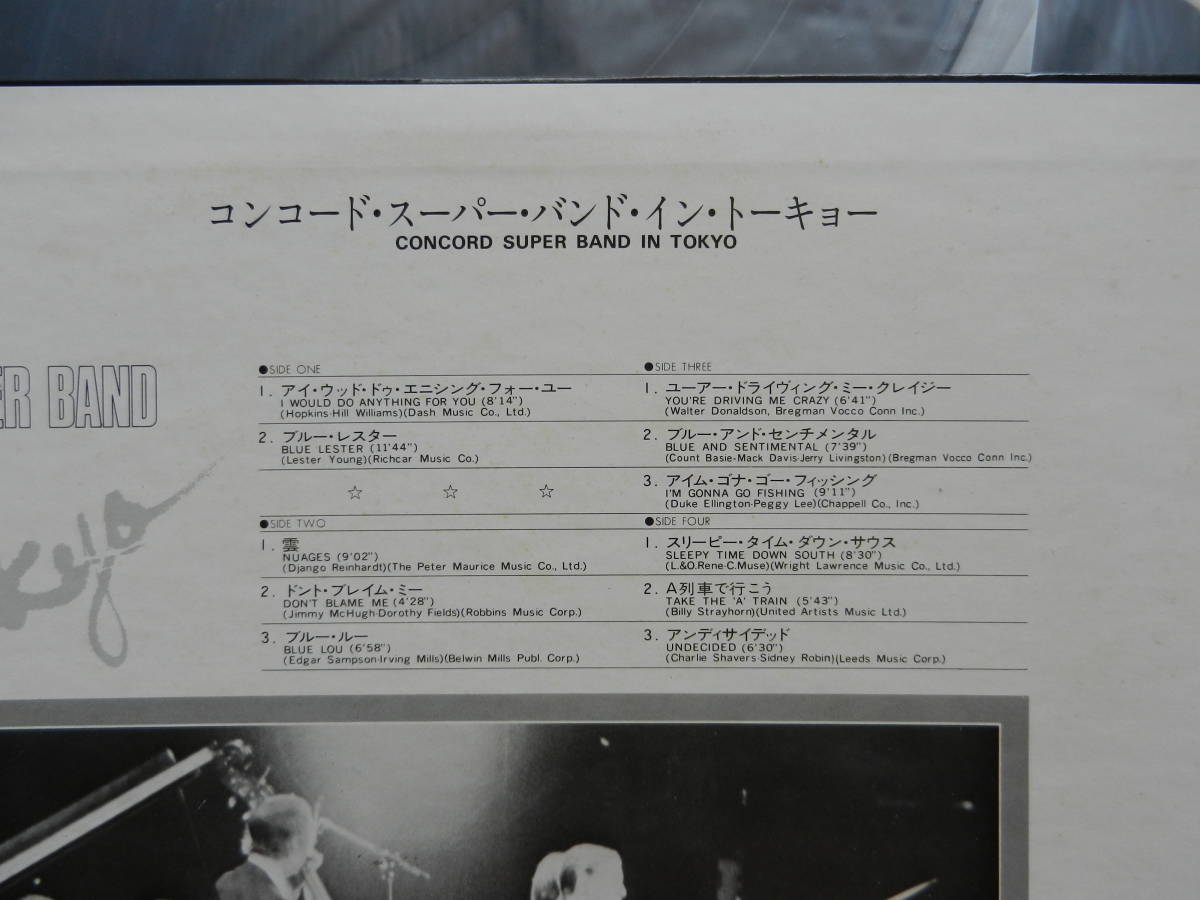 コンコード・スーパー・バンド・イン・トーキョー
CONCORD SUPER BAND IN TOKYO
ER BAND
●SIDE ONE
1. アイ・ウッド・ドゥ・エニシング・フォー・ユー
I WOULD DO ANYTHING FOR YOU (8'14")
(Hopkins·Hill Williams)(Dash Music Co., Ltd.)
2. ブルー・レスター
BLUE LESTER (11'44")
(Lester Young)(Richcar Music Co.)
☆ ☆ ☆
●SIDE TWO
1. 雲
NUAGES (9'02")
(Django Reinhardt)(The Peter Maurice Music Co., Ltd.)
2. ドント・ブレイム・ミー
DON'T BLAME ME (4'28")
(Jimmy McHugh·Dorothy Fields)(Robbins Music Corp.)
3. ブルー・ルー
BLUE LOU (6'58")
(Edgar Sampson·Irving Mills)(Belwin Mills Publ. Corp.)
●SIDE THREE
1. ユーアー・ドライヴィング・ミー・クレイジー
YOU'RE DRIVING ME CRAZY (6'41")
(Walter Donaldson, Bregman Vocco Conn Inc.)
2. ブルー・アンド・センチメンタル
BLUE AND SENTIMENTAL (7'39")
(Count Basie-Mack Davis·Jerry Livingston)(Bregman Vocco Conn Inc.)
3. アイム・ゴナ・ゴー・フィッシング
I'M GONNA GO FISHING (9'11")
(Duke Ellington·Peggy Lee)(Chappell Co., Inc.)
●SIDE FOUR
1. スリーピー・タイム・ダウン・サウス
SLEEPY TIME DOWN SOUTH (8'30")
(L.&O.Rene·C.Muse)(Wright Lawrence Music Co., Ltd.)
2. A列車で行こう
TAKE THE 'A' TRAIN (5'43")
(Billy Strayhorn)(United Artists Music Ltd.)
3. アンディサイデッド
UNDECIDED (6'30")
(Charlie Shavers·Sidney Robin)(Leeds Music Corp.)